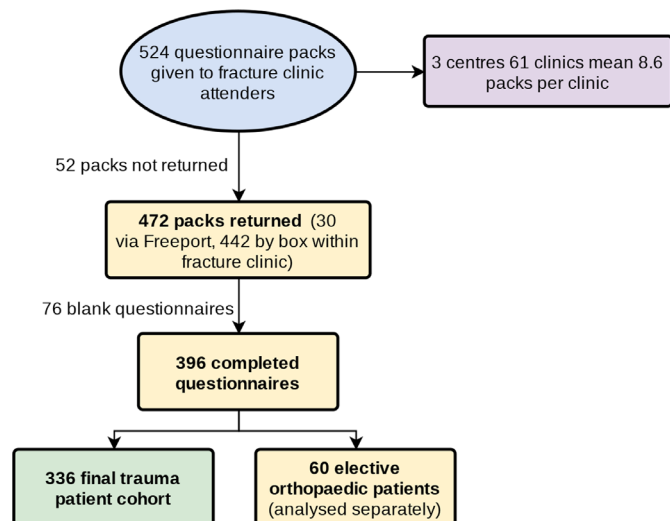 524 questionnaire packs
given to fracture clinic
attenders
3 centres 61 clinics mean 8.6
packs per clinic
52 packs not returned
472 packs returned (30
via Freeport, 442 by box within
fracture clinic)
76 blank questionnaires
396 completed
questionnaires
336 final trauma
patient cohort
60 elective
orthopaedic patients
(analysed separately)